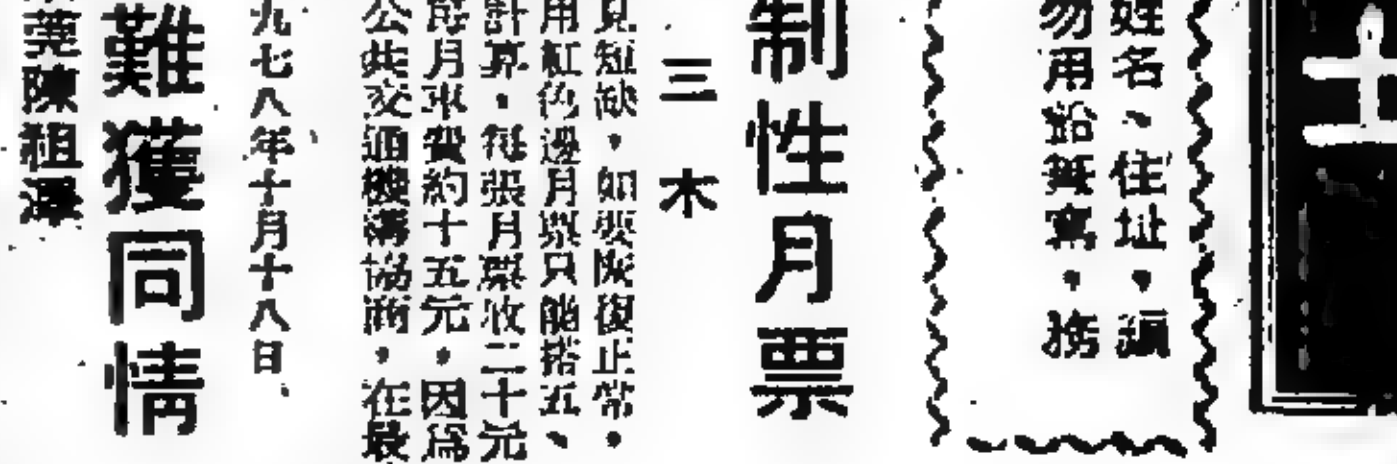 士
姓名、住址,編
勿用鉛筆寫,務
制性月票
三木
見短缺,如要恢復正常,
用紅色邊月票只能搭五、
計算,每張月票收二十元
每月車費約十五元,因為
公共交通機構協商,在最
九七八年十月十八日、
難獲同情
莞陳祖澤